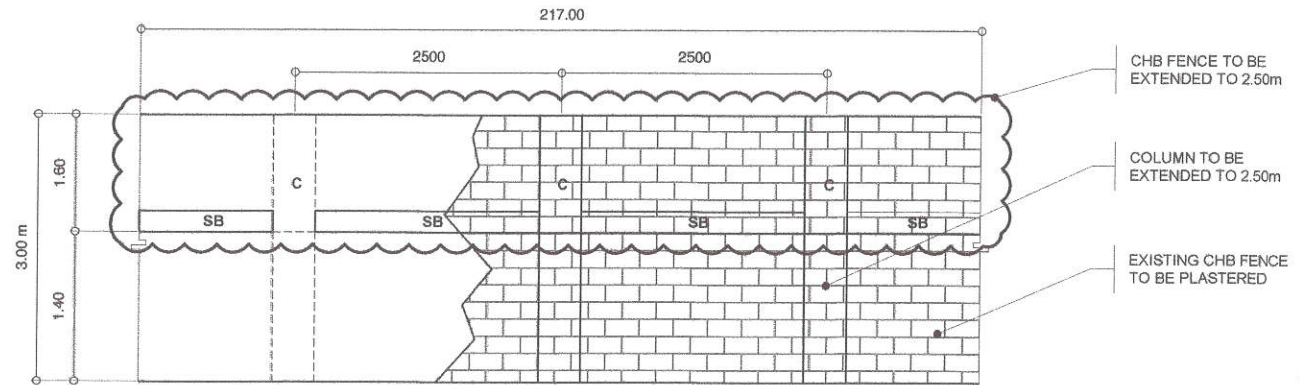 217.00
2500
2500
CHB FENCE TO BE
EXTENDED TO 2.50m
COLUMN TO BE
EXTENDED TO 2.50m
EXISTING CHB FENCE
TO BE PLASTERED
3.00 m
1.60
1.40
C
C
C
SB
SB
SB
SB